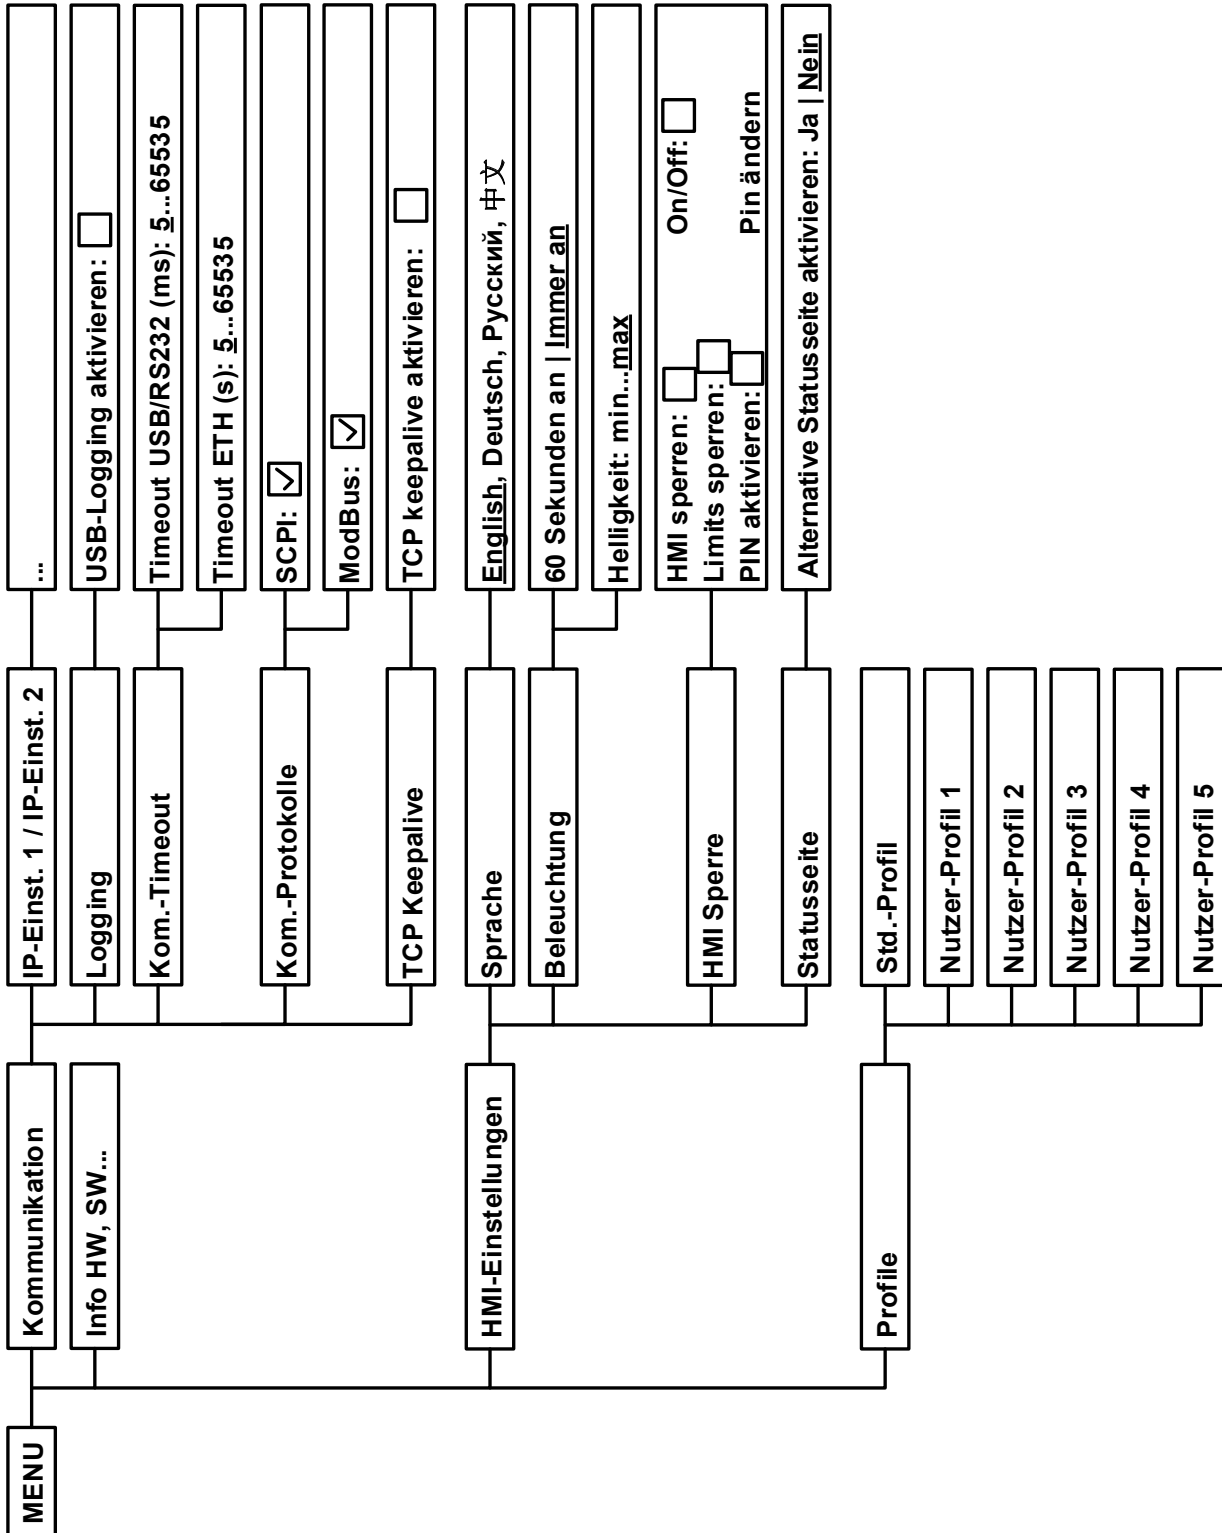 MENU
Kommunikation
IP-Einst. 1 / IP-Einst. 2
...
Logging
USB-Logging aktivieren:
Kom.-Timeout
Timeout USB/RS232 (ms): 5...65535
Timeout ETH (s): 5...65535
Kom.-Protokolle
SCPI:
ModBus:
TCP Keepalive
TCP keepalive aktivieren:
Info HW, SW...
HMI-Einstellungen
Sprache
English, Deutsch, Русский, 中文
Beleuchtung
60 Sekunden an | Immer an
Helligkeit: min...max
HMI Sperre
HMI sperren: On/Off:
Limits sperren:
PIN aktivieren: Pin ändern
Statusseite
Alternative Statusseite aktivieren: Ja | Nein
Profile
Std.-Profil
Nutzer-Profil 1
Nutzer-Profil 2
Nutzer-Profil 3
Nutzer-Profil 4
Nutzer-Profil 5